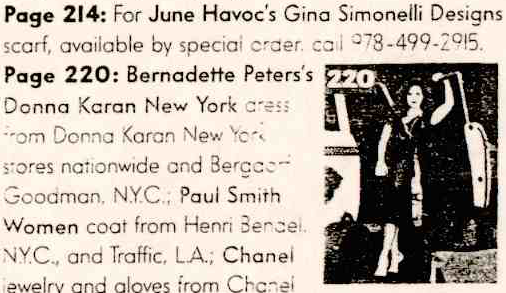 Page 214: For June Havoc's Gina Simonelli Designs
scarf, available by special order. call 978-499-2915.
Page 220: Bernadette Peters's
Donna Karan New York dress
from Donna Karan New York
stores nationwide and Bergdorf
Goodman, N.Y.C.; Paul Smith
Women coat from Henri Bendel,
N.Y.C., and Traffic, L.A.; Chanel
jewelry and gloves from Chanel
220